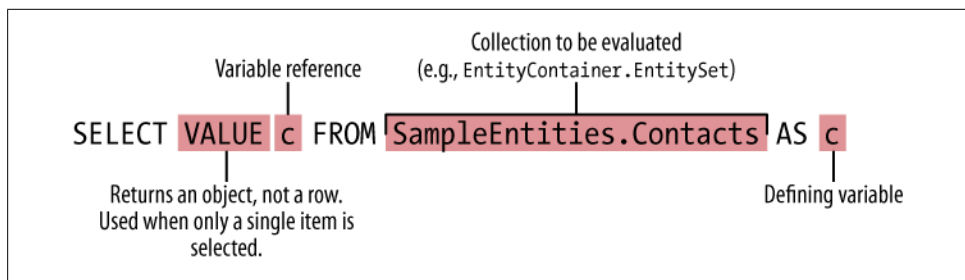 Collection to be evaluated
Variable reference
(e.g., EntityContainer.EntitySet)
SELECT VALUE c FROM SampleEntities.Contacts AS c
Returns an object, not a row.
Used when only a single item is
selected.
Defining variable